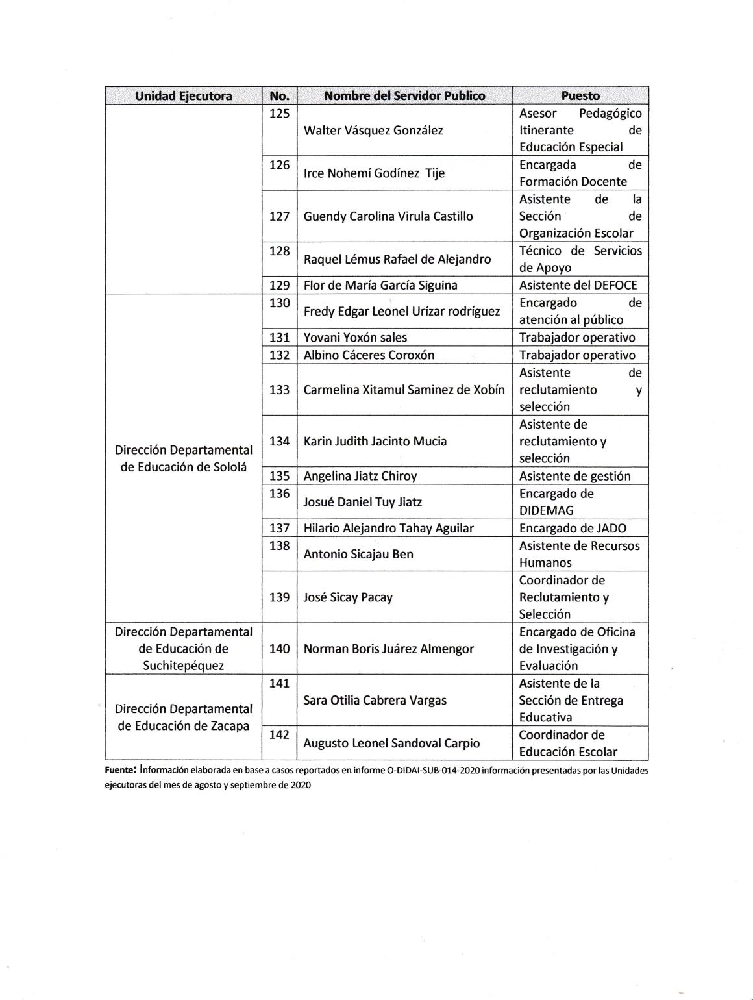 Unidad Ejecutora No. Nombre del Servidor Publico Puesto
125 Walter Vásquez González Asesor Pedagógico
Itinerante de
Educación Especial
126 Irce Nohemí Godínez Tije Encargada de
Formación Docente
127 Guendy Carolina Virula Castillo Asistente de la
Sección de
Organización Escolar
128 Raquel Lémus Rafael de Alejandro Técnico de Servicios
de Apoyo
129 Flor de María García Siguina Asistente del DEFOCE
Dirección Departamental
de Educación de Sololá
130 Fredy Edgar Leonel Urízar rodríguez Encargado de
atención al público
131 Yovani Yoxón sales Trabajador operativo
132 Albino Cáceres Coroxón Trabajador operativo
133 Carmelina Xitamul Saminez de Xobín Asistente de
reclutamiento y
selección
134 Karin Judith Jacinto Mucia Asistente de
reclutamiento y
selección
135 Angelina Jiatz Chiroy Asistente de gestión
136 Josué Daniel Tuy Jiatz Encargado de
DIDEMAG
137 Hilario Alejandro Tahay Aguilar Encargado de JADO
138 Antonio Sicajau Ben Asistente de Recursos
Humanos
139 José Sicay Pacay Coordinador de
Reclutamiento y
Selección
Dirección Departamental
de Educación de
Suchitepéquez
140 Norman Boris Juárez Almengor Encargado de Oficina
de Investigación y
Evaluación
Dirección Departamental
de Educación de Zacapa
141 Sara Otilia Cabrera Vargas Asistente de la
Sección de Entrega
Educativa
142 Augusto Leonel Sandoval Carpio Coordinador de
Educación Escolar
Fuente: Información elaborada en base a casos reportados en informe O-DIDAI-SUB-014-2020 información presentadas por las Unidades
ejecutoras del mes de agosto y septiembre de 2020